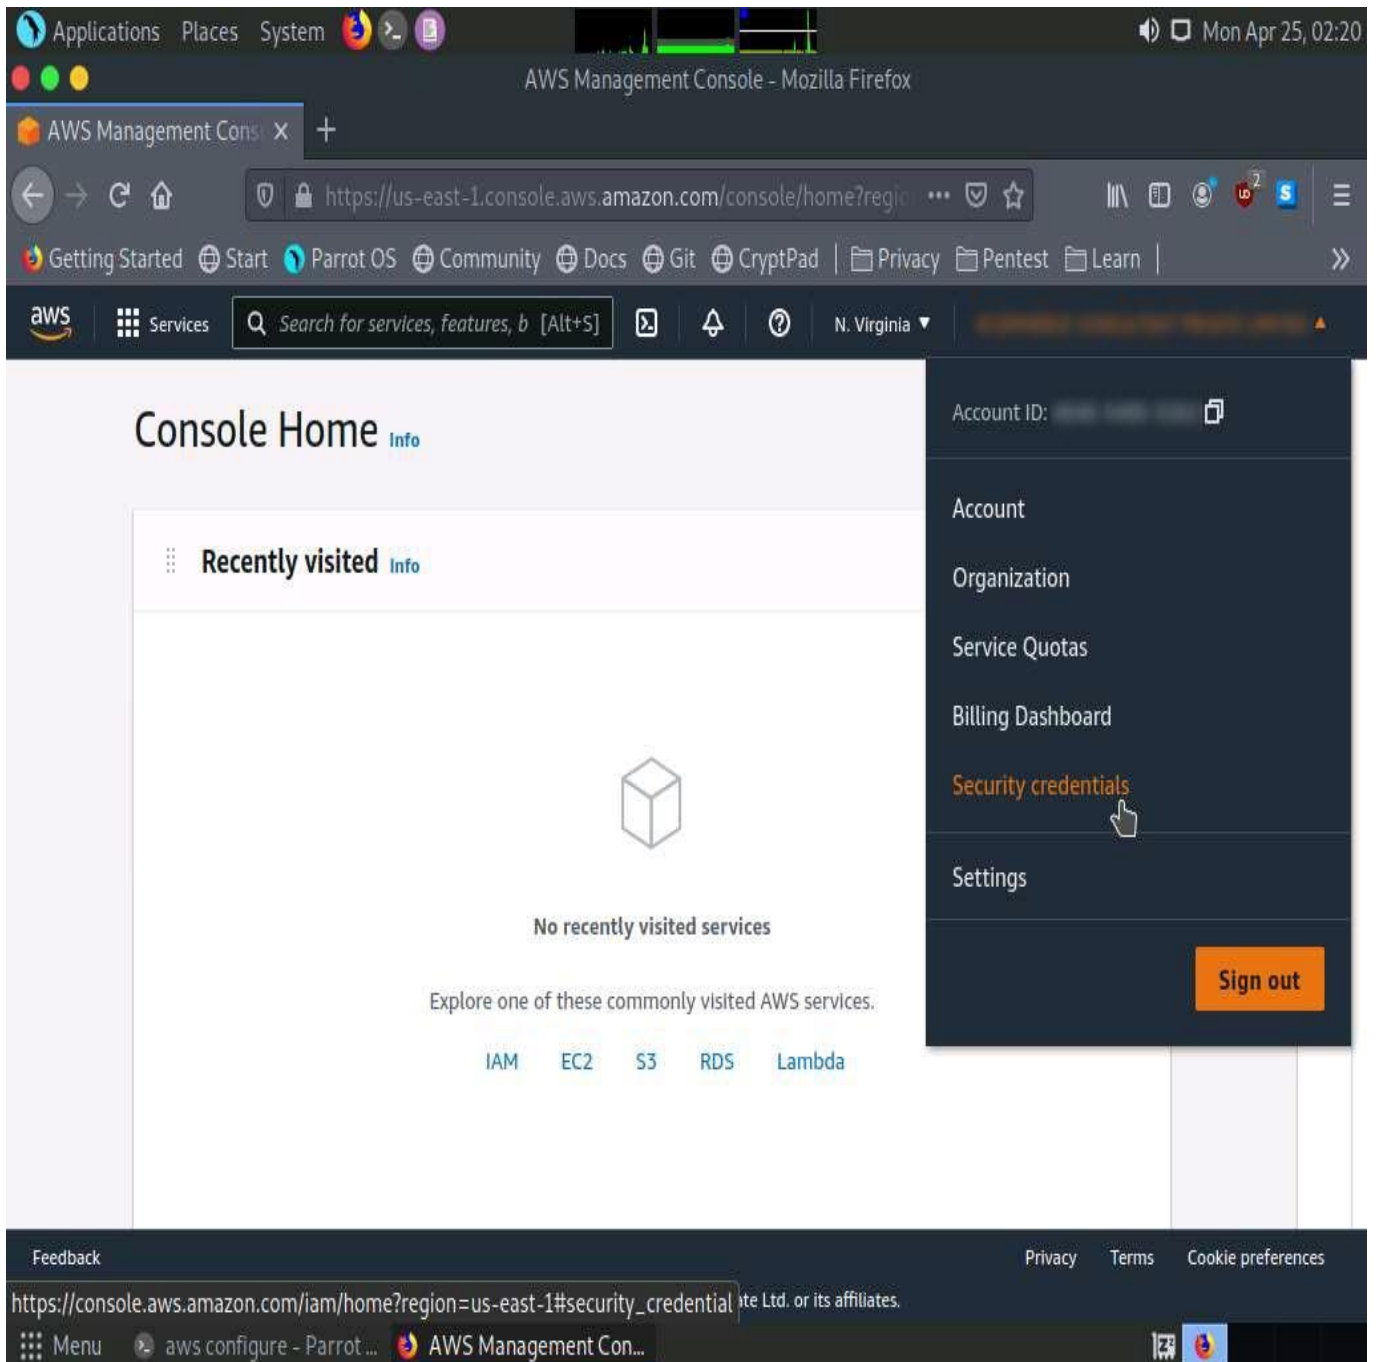 Applications Places System Mon Apr 25, 02:20
AWS Management Console - Mozilla Firefox
AWS Management Cons
https://us-east-1.console.aws.amazon.com/console/home?regio 2
Getting Started Start Parrot OS Community Docs Git CryptPad Privacy Pentest Learn
aws Services Search for services, features, b [Alt+S] N. Virginia
Account ID:
Console Home Info
Account
Recently visited Info
Organization
Service Quotas
Billing Dashboard
Security credentials
Settings
No recently visited services
Sign out
Explore one of these commonly visited AWS services.
IAM EC2 S3 RDS Lambda
Feedback Privacy Terms Cookie preferences
https://console.aws.amazon.com/iam/home?region=us-east-1#security_credential te Ltd. or its affiliates.
Menu aws configure - Parrot ... AWS Management Con...